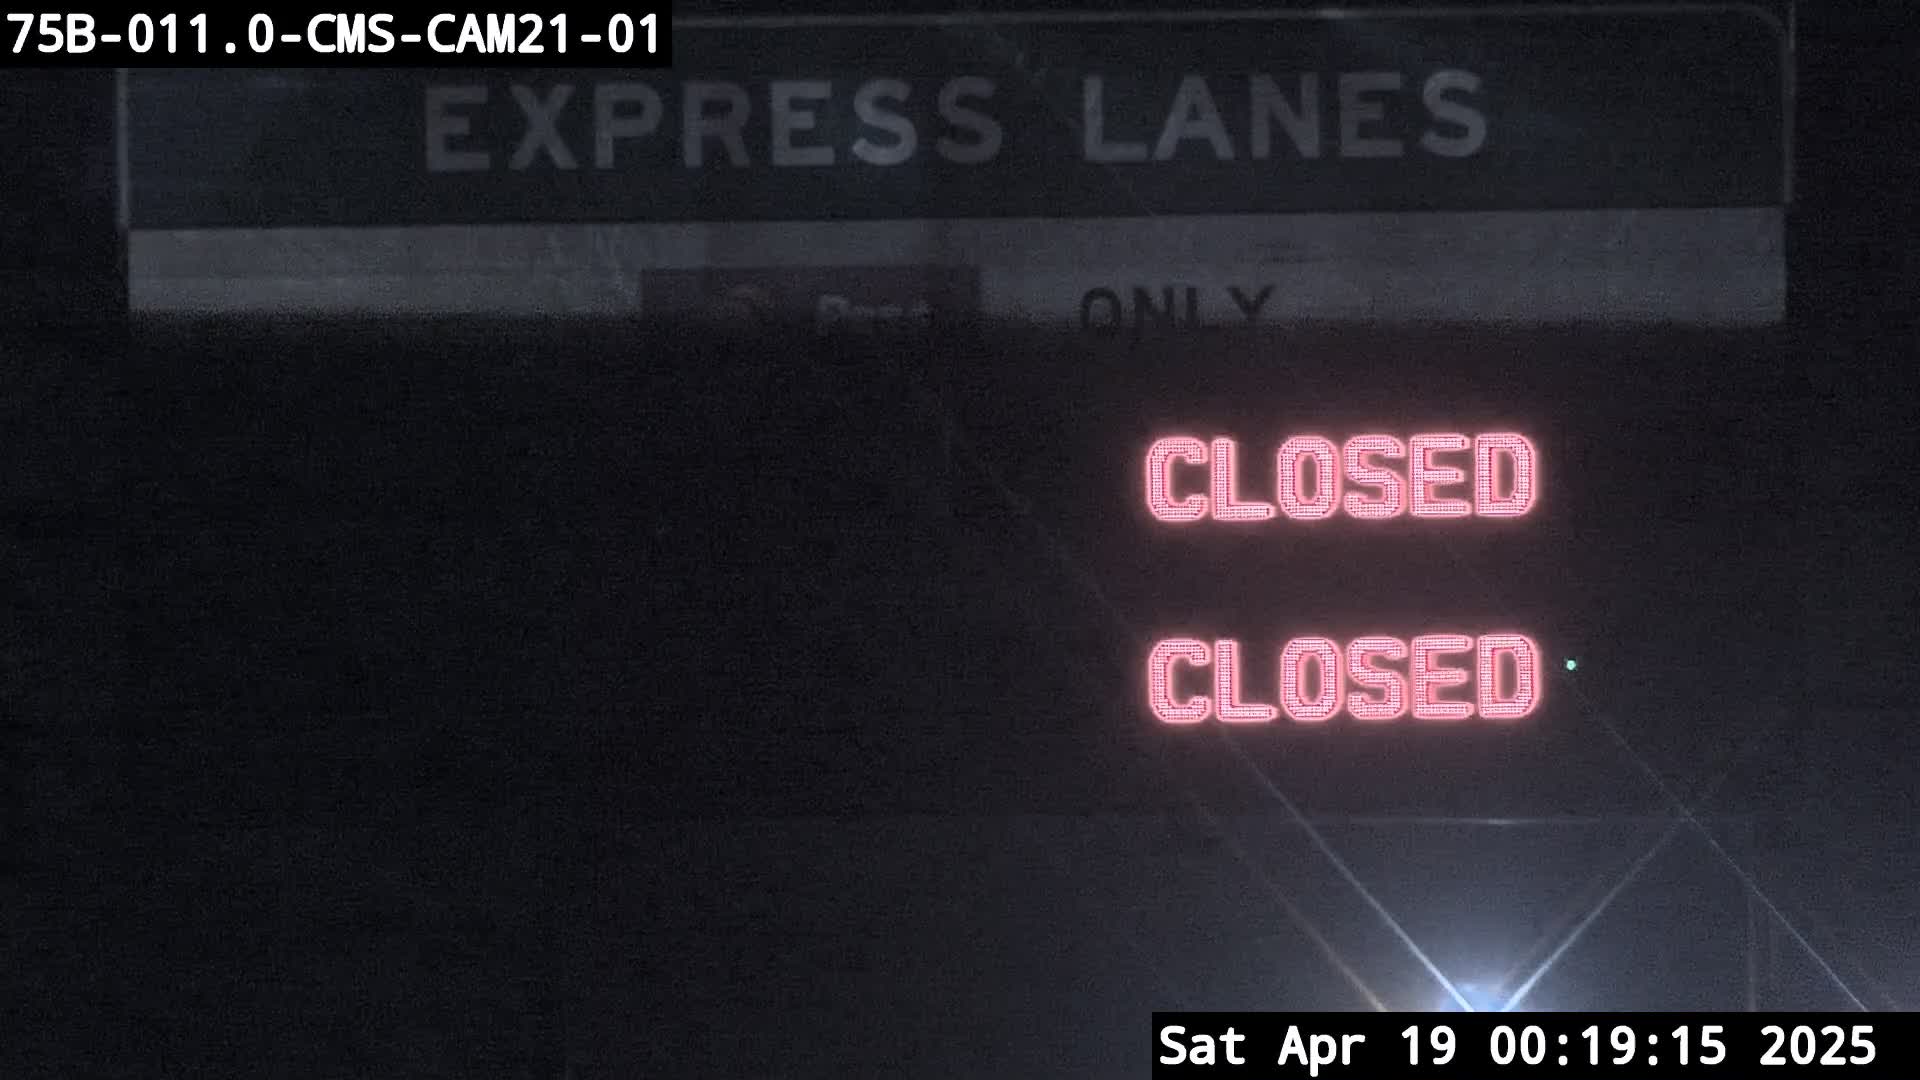 75B-011.0-CMS-CAM21-01
EXPRESS LANES
ONLY
CLOSED
CLOSED
Sat Apr 19 00:19:15 2025